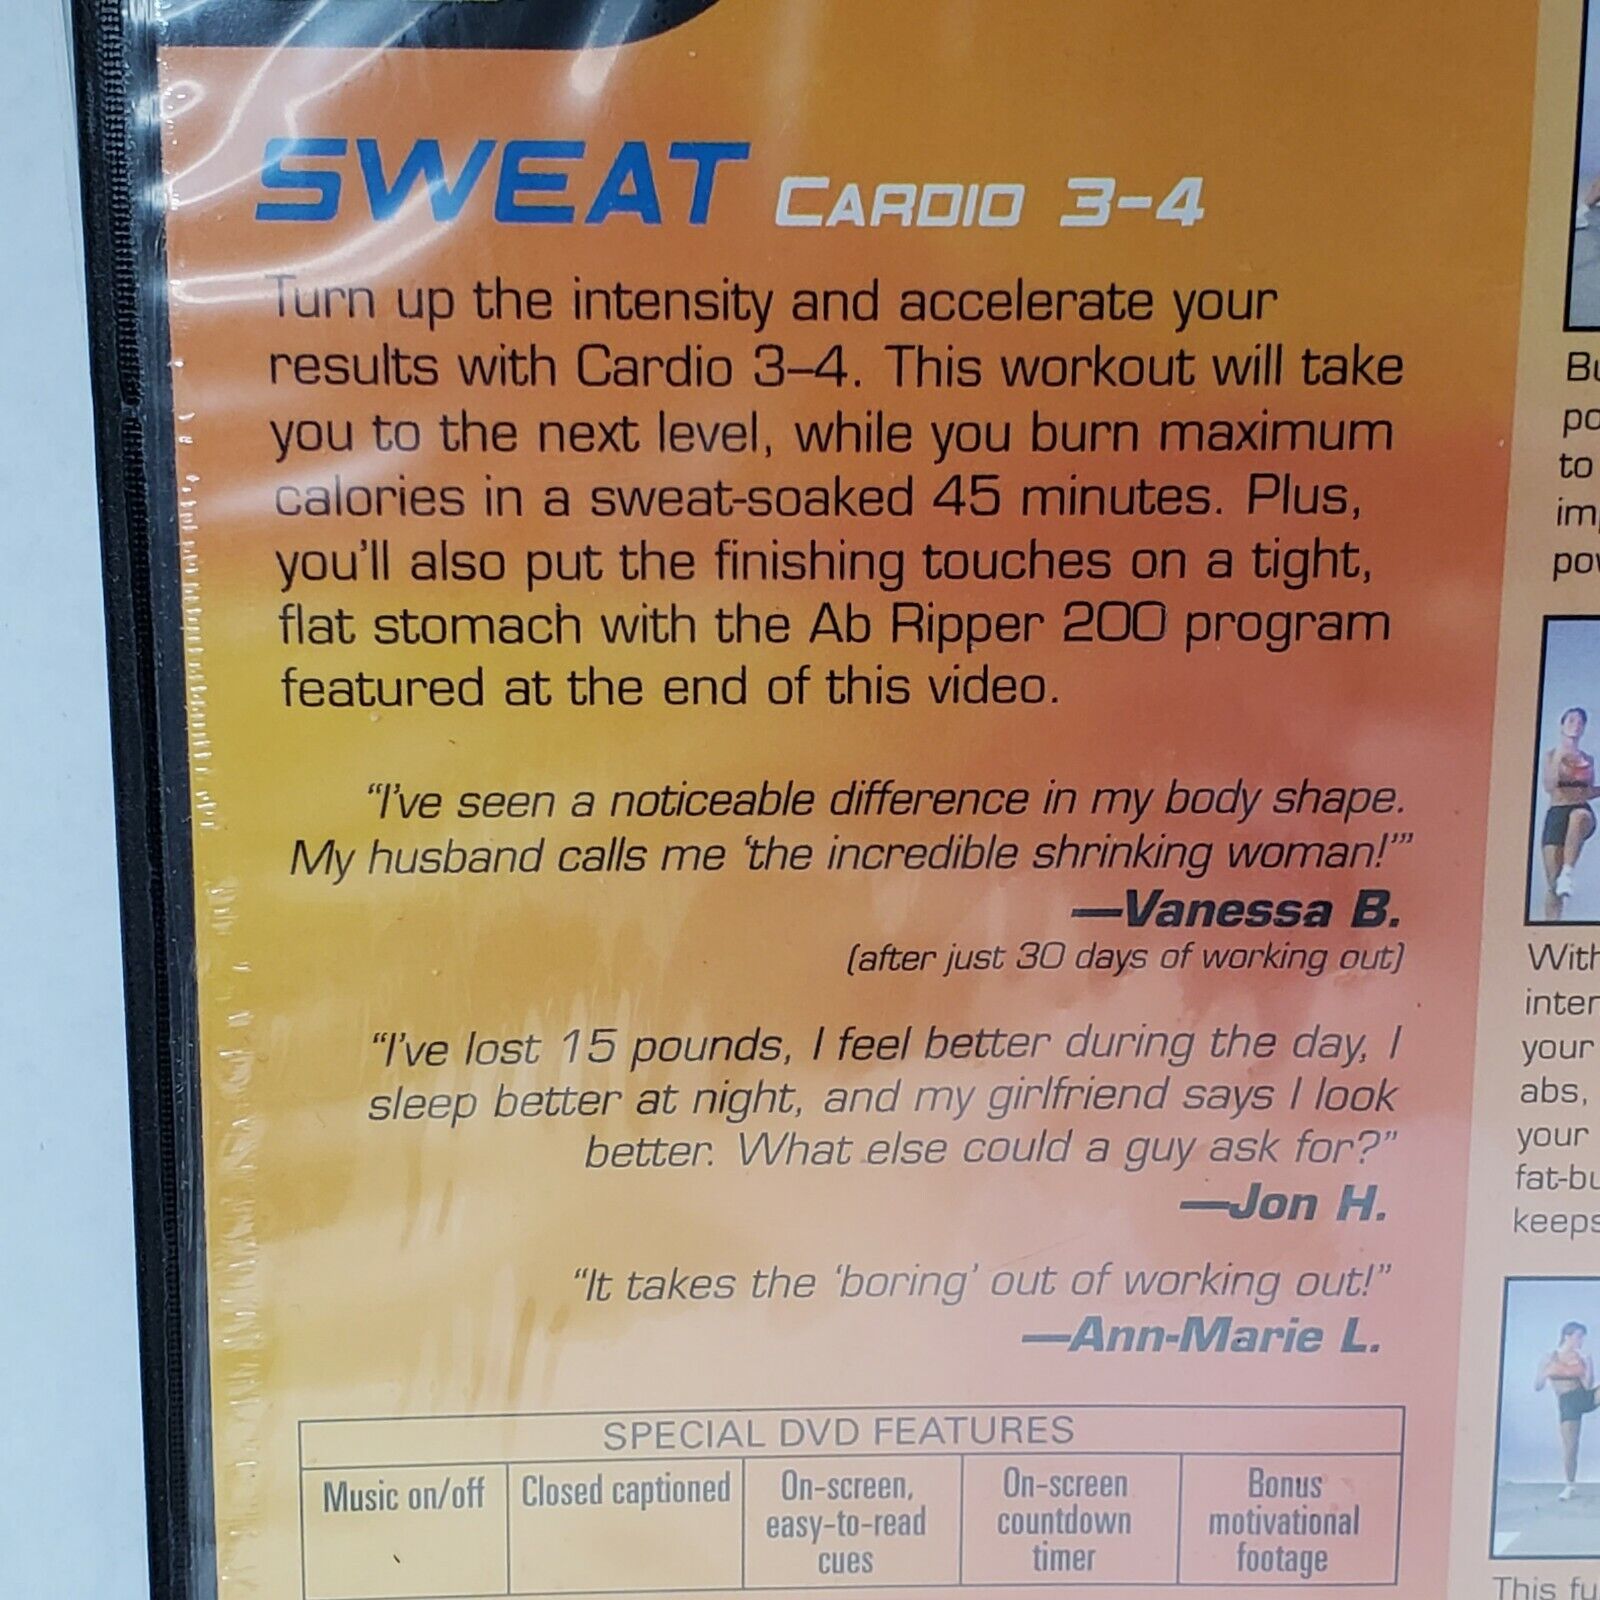 SWEAT CARDIO 3-4
Turn up the intensity and accelerate your
results with Cardio 3–4. This workout will take
you to the next level, while you burn maximum
calories in a sweat-soaked 45 minutes. Plus,
you'll also put the finishing touches on a tight,
flat stomach with the Ab Ripper 200 program
featured at the end of this video.
“I've seen a noticeable difference in my body shape.
My husband calls me ‘the incredible shrinking woman!’”
—Vanessa B.
(after just 30 days of working out)
“I've lost 15 pounds, I feel better during the day, I
sleep better at night, and my girlfriend says I look
better. What else could a guy ask for?”
—Jon H.
“It takes the ‘boring’ out of working out!”
—Ann-Marie L.
SPECIAL DVD FEATURES
Music on/off
Closed captioned
On-screen,
easy-to-read
cues
On-screen
countdown
timer
Bonus
motivational
footage
to
With
your
abs,
your
keeps
This